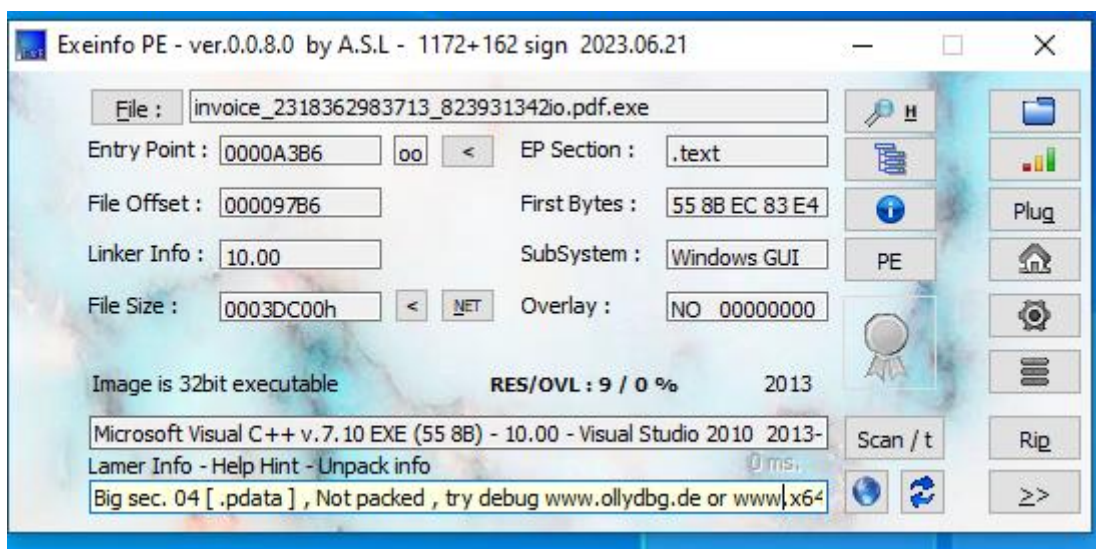 Exeinfo PE - ver.0.0.8.0 by A.S.L - 1172+162 sign 2023.06.21
File : invoice_2318362983713_823931342io.pdf.exe H
Entry Point : 0000A3B6 oo < EP Section : .text
File Offset : 000097B6 First Bytes : 55 8B EC 83 E4 Plug
Linker Info : 10.00 SubSystem : Windows GUI PE
File Size : 0003DC00h < NET Overlay : NO 00000000
Image is 32bit executable RES/OVL : 9 / 0 % 2013
Microsoft Visual C++ v.7.10 EXE (55 8B) - 10.00 - Visual Studio 2010 2013- Scan / t Rip
Lamer Info - Help Hint - Unpack info 0 ms.
Big sec. 04 [ .pdata ] , Not packed , try debug www.ollydbg.de or www.x64 >>